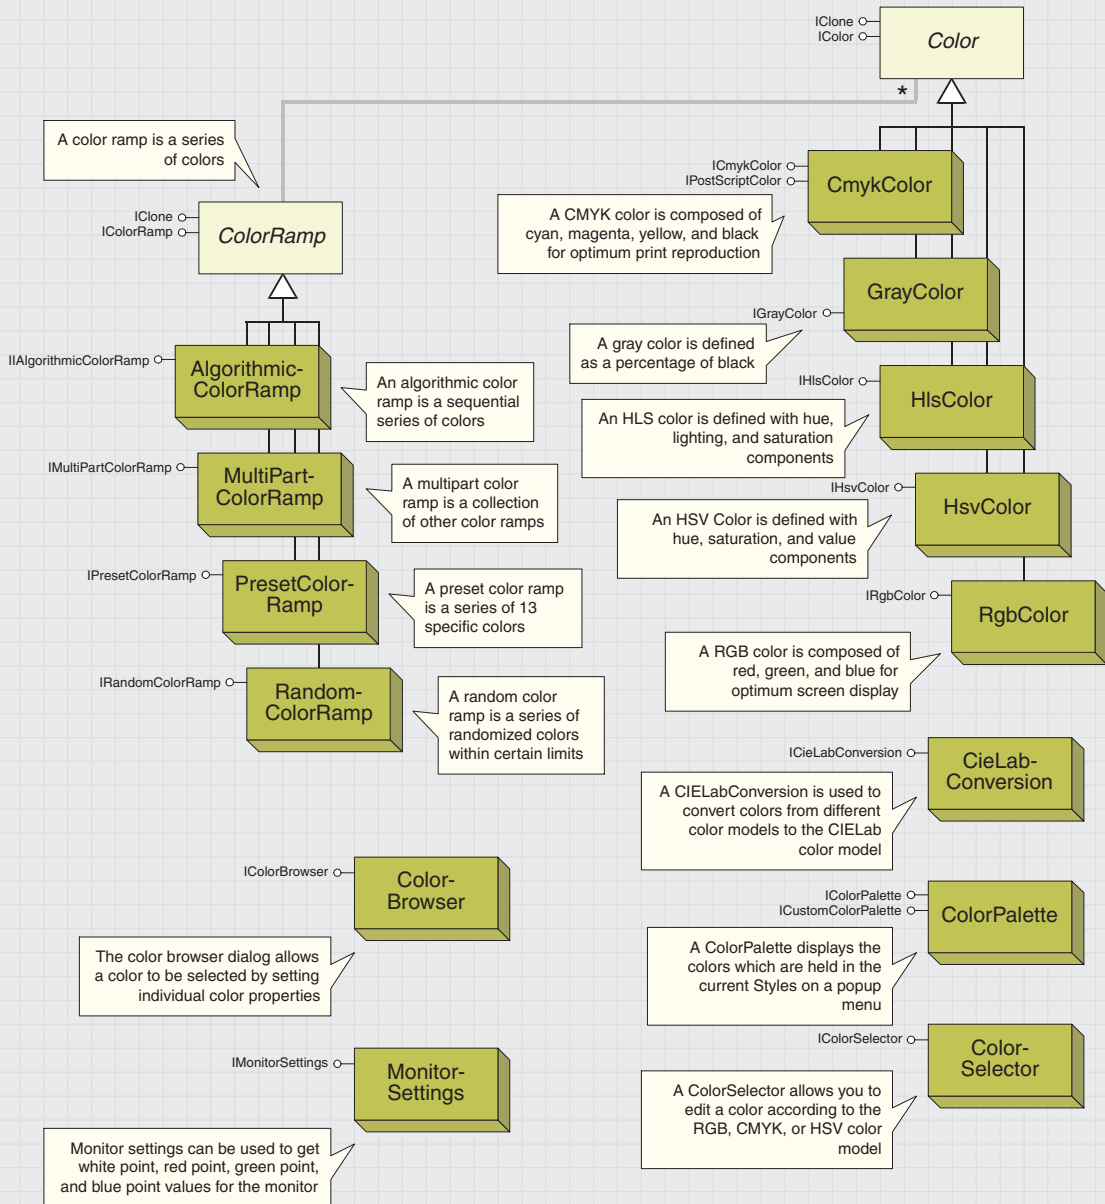 IClone
IColor
Color
*
A color ramp is a series
of colors
IClone
IColorRamp
ColorRamp
ICmykColor
IPostScriptColor
CmykColor
A CMYK color is composed of
cyan, magenta, yellow, and black
for optimum print reproduction
GrayColor
IGrayColor
A gray color is defined
as a percentage of black
IIAlgorithmicColorRamp
Algorithmic-
ColorRamp
An algorithmic color
ramp is a sequential
series of colors
IHlsColor
HlsColor
An HLS color is defined with hue,
lighting, and saturation
components
IMultiPartColorRamp
MultiPart-
ColorRamp
A multipart color
ramp is a collection
of other color ramps
IHsvColor
HsvColor
An HSV Color is defined with
hue, saturation, and value
components
IPresetColorRamp
PresetColor-
Ramp
A preset color ramp
is a series of 13
specific colors
IRgbColor
RgbColor
A RGB color is composed of
red, green, and blue for
optimum screen display
IRandomColorRamp
Random-
ColorRamp
A random color
ramp is a series of
randomized colors
within certain limits
ICieLabConversion
CieLab-
Conversion
A CIELabConversion is used to
convert colors from different
color models to the CIELab
color model
IColorBrowser
Color-
Browser
The color browser dialog allows
a color to be selected by setting
individual color properties
IColorPalette
ICustomColorPalette
ColorPalette
A ColorPalette displays the
colors which are held in the
current Styles on a popup
menu
IMonitorSettings
Monitor-
Settings
Monitor settings can be used to get
white point, red point, green point,
and blue point values for the monitor
IColorSelector
Color-
Selector
A ColorSelector allows you to
edit a color according to the
RGB, CMYK, or HSV color
model